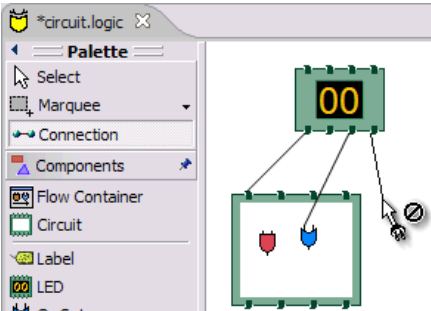 *circuit.logic
Palette
Select
Marquee
Connection
Components
Flow Container
Circuit
Label
LED
00